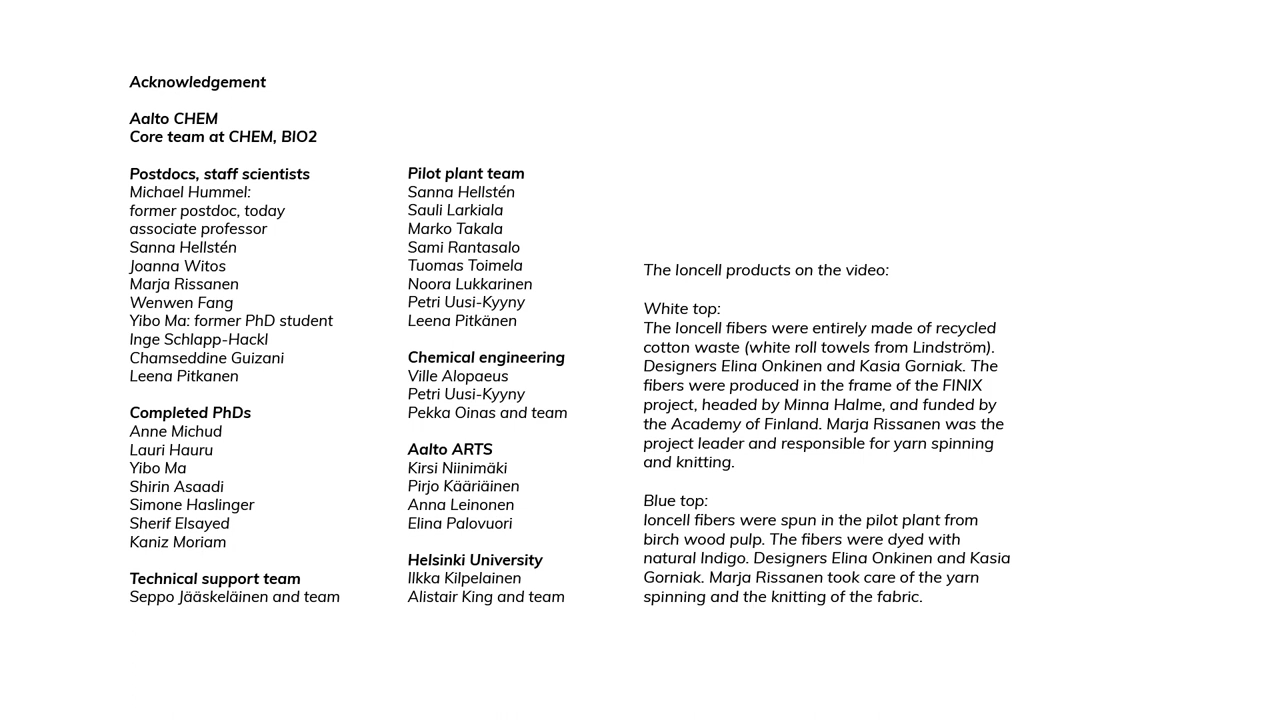 Acknowledgement
Aalto CHEM
Core team at CHEM, BIO2
Postdocs, staff scientists
Michael Hummel:
former postdoc, today
associate professor
Sanna Hellstén
Joanna Witos
Marja Rissanen
Wenwen Fang
Yibo Ma: former PhD student
Inge Schlapp-Hackl
Chamseddine Guizani
Leena Pitkanen
Completed PhDs
Anne Michud
Lauri Hauru
Yibo Ma
Shirin Asaadi
Simone Haslinger
Sherif Elsayed
Kaniz Moriam
Technical support team
Seppo Jääskeläinen and team
Pilot plant team
Sanna Hellstén
Sauli Larkiala
Marko Takala
Sami Rantasalo
Tuomas Toimela
Noora Lukkarinen
Petri Uusi-Kyyny
Leena Pitkänen
Chemical engineering
Ville Alopaeus
Petri Uusi-Kyyny
Pekka Oinas and team
Aalto ARTS
Kirsi Niinimäki
Pirjo Kääriäinen
Anna Leinonen
Elina Palovuori
Helsinki University
Ilkka Kilpelainen
Alistair King and team
The Ioncell products on the video:
White top:
The Ioncell fibers were entirely made of recycled
cotton waste (white roll towels from Lindström).
Designers Elina Onkinen and Kasia Gorniak. The
fibers were produced in the frame of the FINIX
project, headed by Minna Halme, and funded by
the Academy of Finland. Marja Rissanen was the
project leader and responsible for yarn spinning
and knitting.
Blue top:
Ioncell fibers were spun in the pilot plant from
birch wood pulp. The fibers were dyed with
natural Indigo. Designers Elina Onkinen and Kasia
Gorniak. Marja Rissanen took care of the yarn
spinning and the knitting of the fabric.